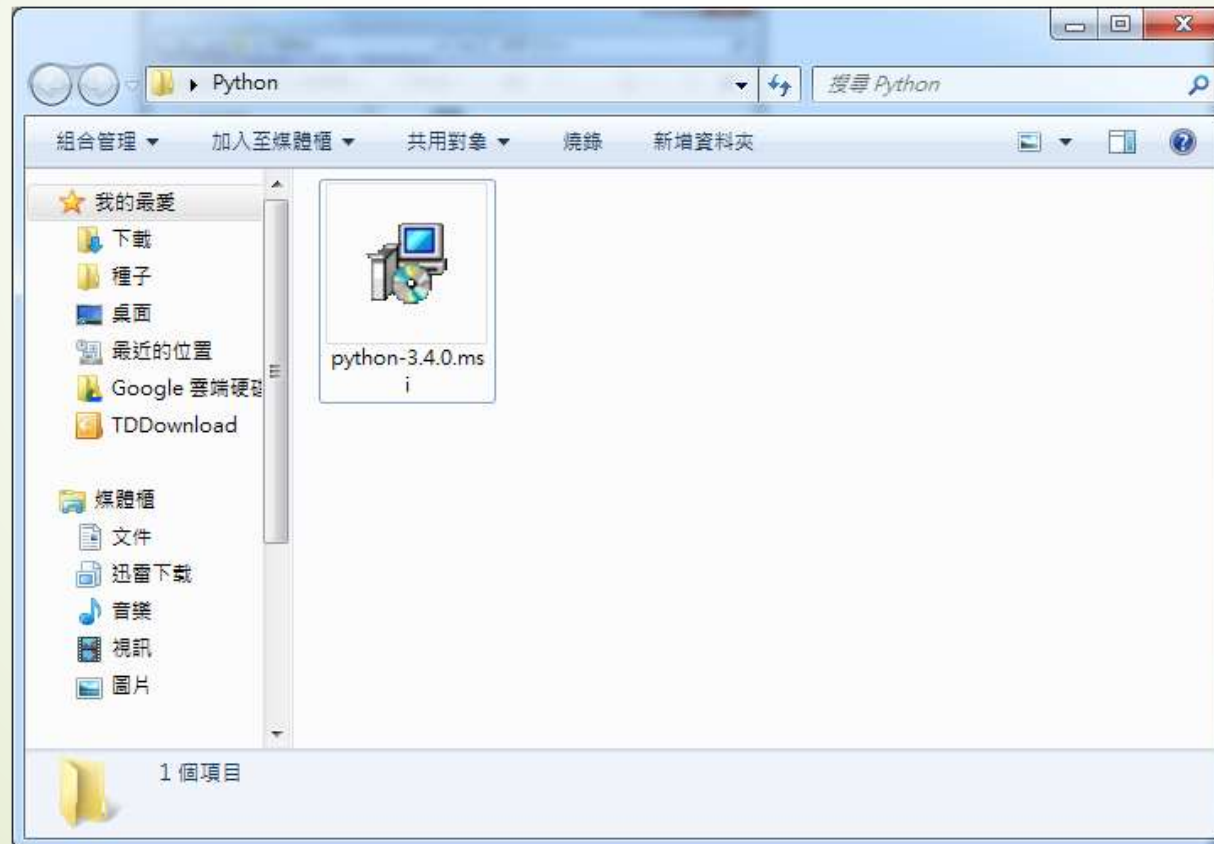 Python
搜尋 Python
組合管理 加入至媒體櫃 共用對象 燒錄 新增資料夾
我的最愛
下載
種子
桌面
最近的位置
Google 雲端硬碟
TDDownload
媒體櫃
文件
迅雷下載
音樂
視訊
圖片
python-3.4.0.ms
i
1 個項目